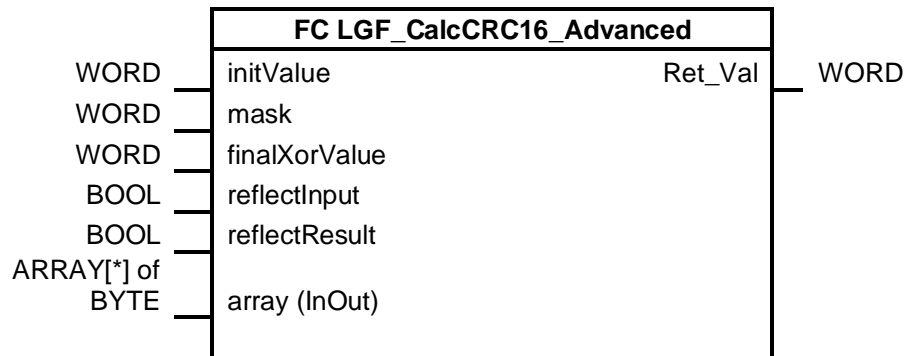 FC LGF_CalcCRC16_Advanced
WORD initValue Ret_Val WORD
WORD mask
WORD finalXorValue
BOOL reflectInput
BOOL reflectResult
ARRAY[*] of
BYTE array (InOut)